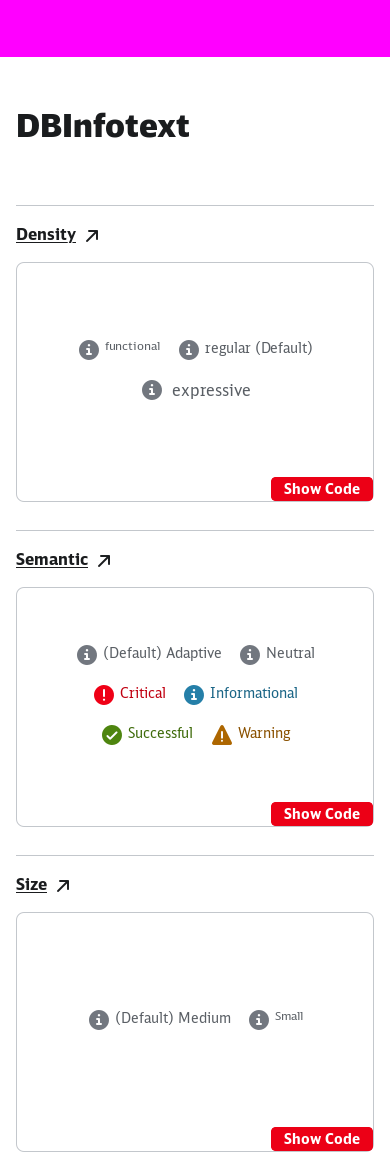 DBInfotext
Density
functional regular (Default)
expressive
Show Code
Semantic
(Default) Adaptive Neutral
Critical Informational
Successful Warning
Show Code
Size
(Default) Medium Small
Show Code